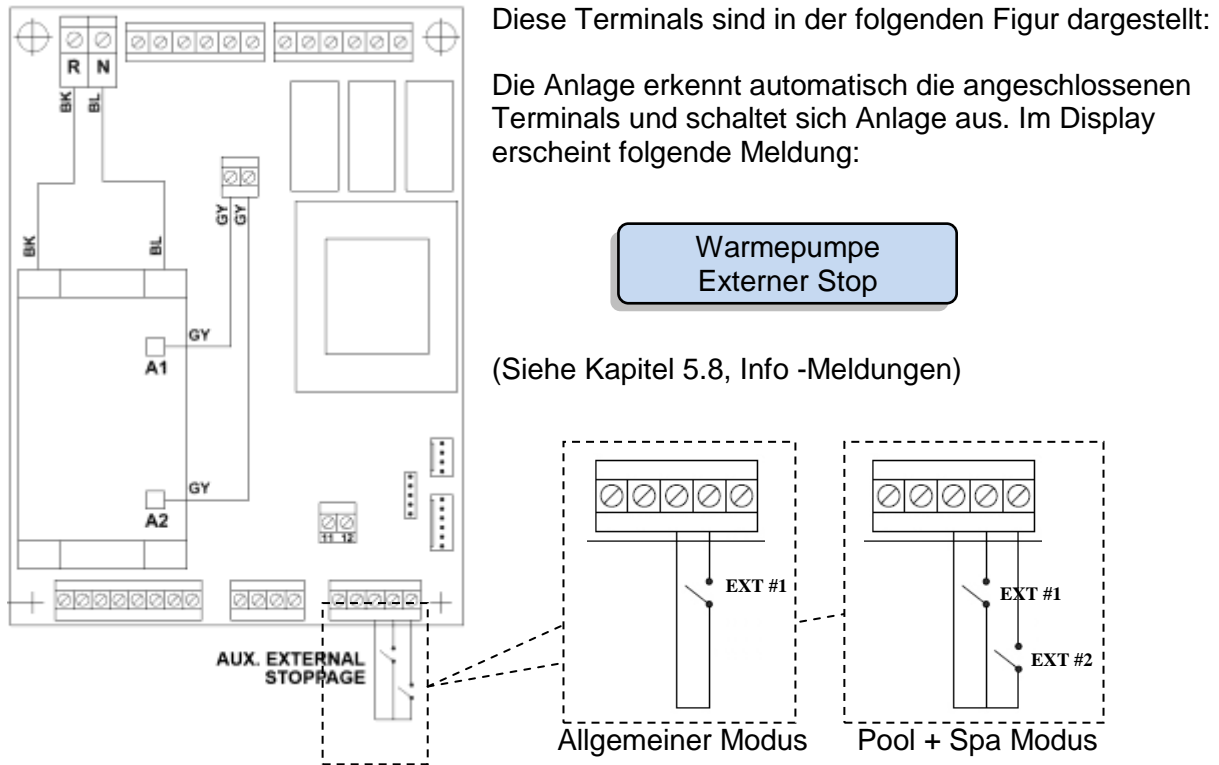 Diese Terminals sind in der folgenden Figur dargestellt:
Die Anlage erkennt automatisch die angeschlossenen
Terminals und schaltet sich Anlage aus. Im Display
erscheint folgende Meldung:
Warmepumpe
Externer Stop
(Siehe Kapitel 5.8, Info -Meldungen)
R N
BK BL
GY GY
BK BL
GY
A1
GY
A2
11 12
AUX. EXTERNAL
STOPPAGE
EXT #1
Allgemeiner Modus
EXT #1
EXT #2
Pool + Spa Modus